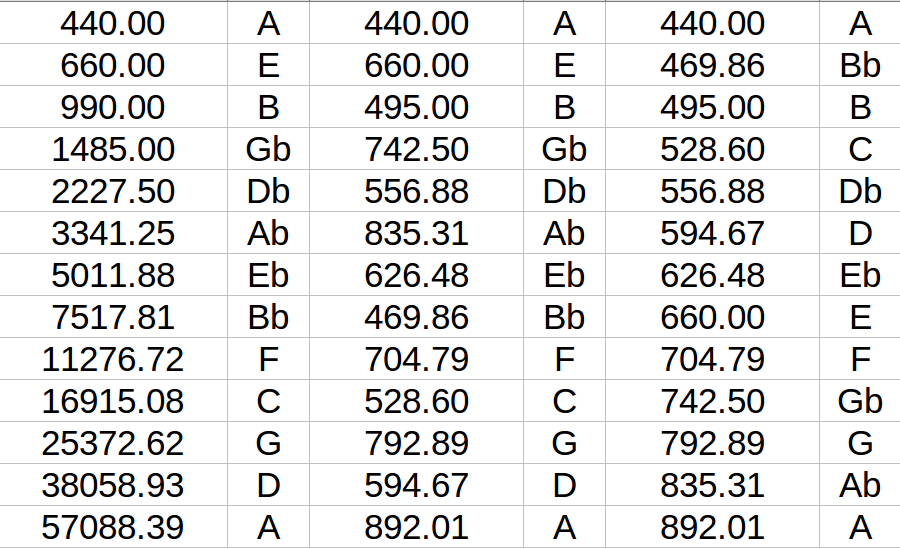 440.00 A 440.00 A 440.00 A
660.00 E 660.00 E 469.86 Bb
990.00 B 495.00 B 495.00 B
1485.00 Gb 742.50 Gb 528.60 C
2227.50 Db 556.88 Db 556.88 Db
3341.25 Ab 835.31 Ab 594.67 D
5011.88 Eb 626.48 Eb 626.48 Eb
7517.81 Bb 469.86 Bb 660.00 E
11276.72 F 704.79 F 704.79 F
16915.08 C 528.60 C 742.50 Gb
25372.62 G 792.89 G 792.89 G
38058.93 D 594.67 D 835.31 Ab
57088.39 A 892.01 A 892.01 A